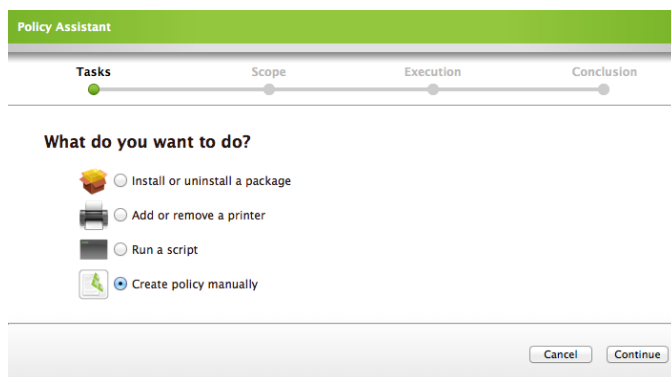 Policy Assistant
Tasks Scope Execution Conclusion
What do you want to do?
Install or uninstall a package
Add or remove a printer
Run a script
Create policy manually
Cancel Continue